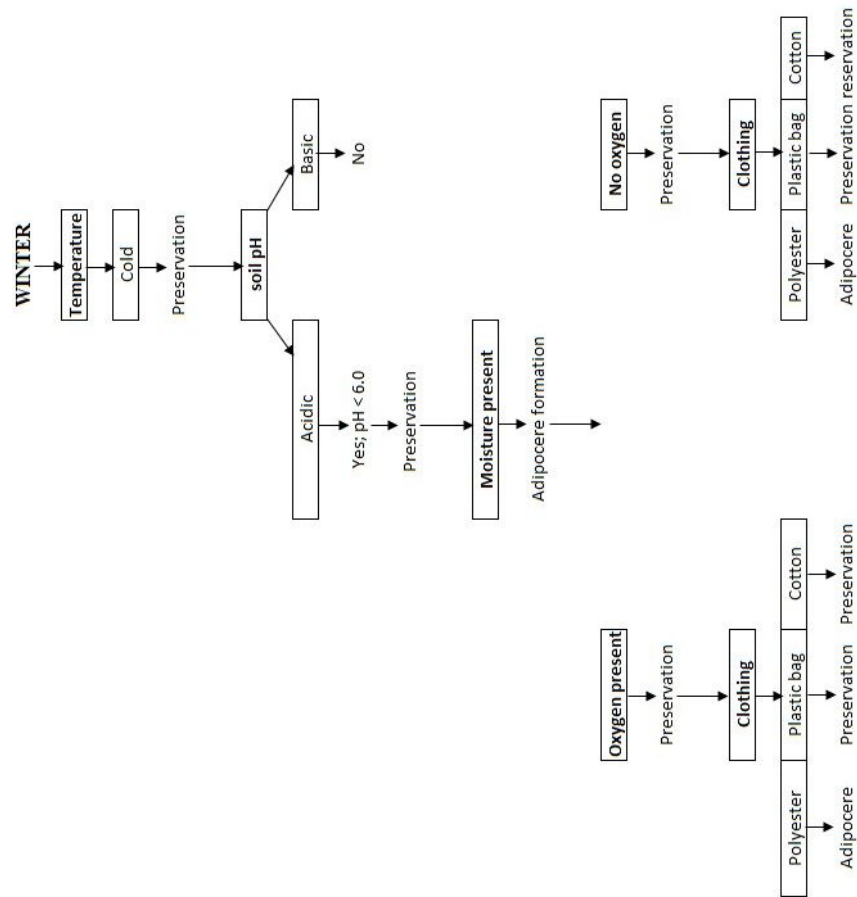 WINTER
Temperature
Cold
Preservation
soil pH
Acidic
Basic
Yes; pH < 6.0
No
Preservation
Moisture present
Adipocere formation
Oxygen present
Preservation
Clothing
Polyester Plastic bag Cotton
Adipocere Preservation Preservation
No oxygen
Preservation
Clothing
Polyester Plastic bag Cotton
Adipocere Preservation reservation